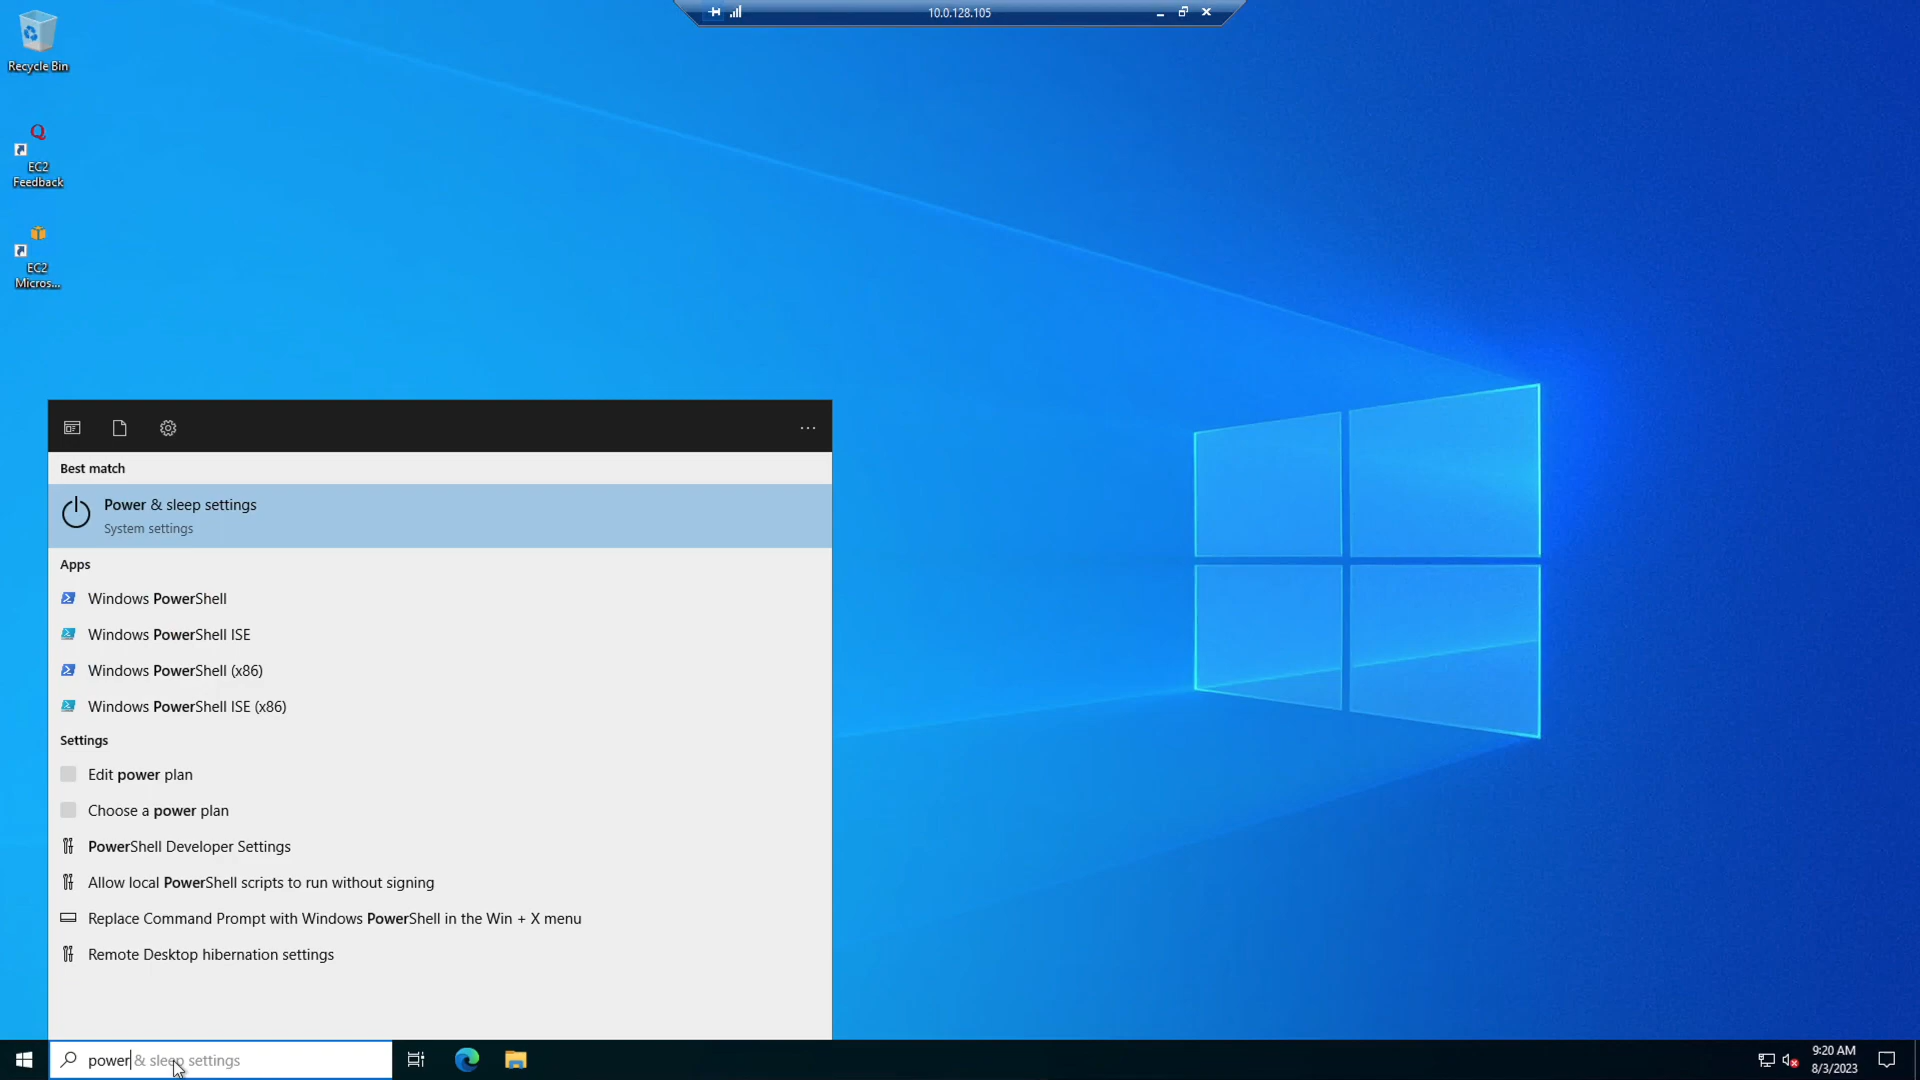 10.0.128.105
Recycle Bin
EC2
Feedback
EC2
Micros...
Best match
Power & sleep settings
System settings
Apps
Windows PowerShell
Windows PowerShell ISE
Windows PowerShell (x86)
Windows PowerShell ISE (x86)
Settings
Edit power plan
Choose a power plan
PowerShell Developer Settings
Allow local PowerShell scripts to run without signing
Replace Command Prompt with Windows PowerShell in the Win + X menu
Remote Desktop hibernation settings
power & sleep settings
9:20 AM
8/3/2023